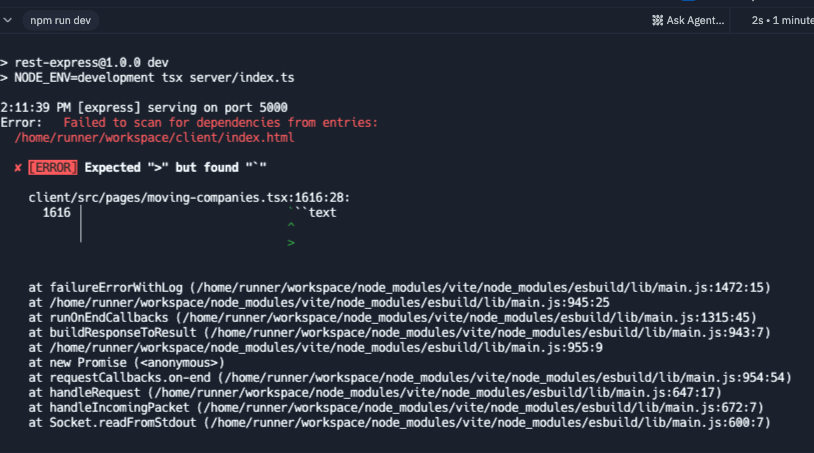 npm run dev
Ask Agent... 2s • 1 minute
> rest-express@1.0.0 dev
> NODE_ENV=development tsx server/index.ts
2:11:39 PM [express] serving on port 5000
Error:   Failed to scan for dependencies from entries:
  /home/runner/workspace/client/index.html
✘ [ERROR] Expected ">" but found "`"
client/src/pages/moving-companies.tsx:1616:28:
1616 │                             ```text
     │                             ^
     │                             >
at failureErrorWithLog (/home/runner/workspace/node_modules/vite/node_modules/esbuild/lib/main.js:1472:15)
at /home/runner/workspace/node_modules/vite/node_modules/esbuild/lib/main.js:945:25
at runOnEndCallbacks (/home/runner/workspace/node_modules/vite/node_modules/esbuild/lib/main.js:1315:45)
at buildResponseToResult (/home/runner/workspace/node_modules/vite/node_modules/esbuild/lib/main.js:943:7)
at /home/runner/workspace/node_modules/vite/node_modules/esbuild/lib/main.js:955:9
at new Promise (<anonymous>)
at requestCallbacks.on-end (/home/runner/workspace/node_modules/vite/node_modules/esbuild/lib/main.js:954:54)
at handleRequest (/home/runner/workspace/node_modules/vite/node_modules/esbuild/lib/main.js:647:17)
at handleIncomingPacket (/home/runner/workspace/node_modules/vite/node_modules/esbuild/lib/main.js:672:7)
at Socket.readFromStdout (/home/runner/workspace/node_modules/vite/node_modules/esbuild/lib/main.js:600:7)